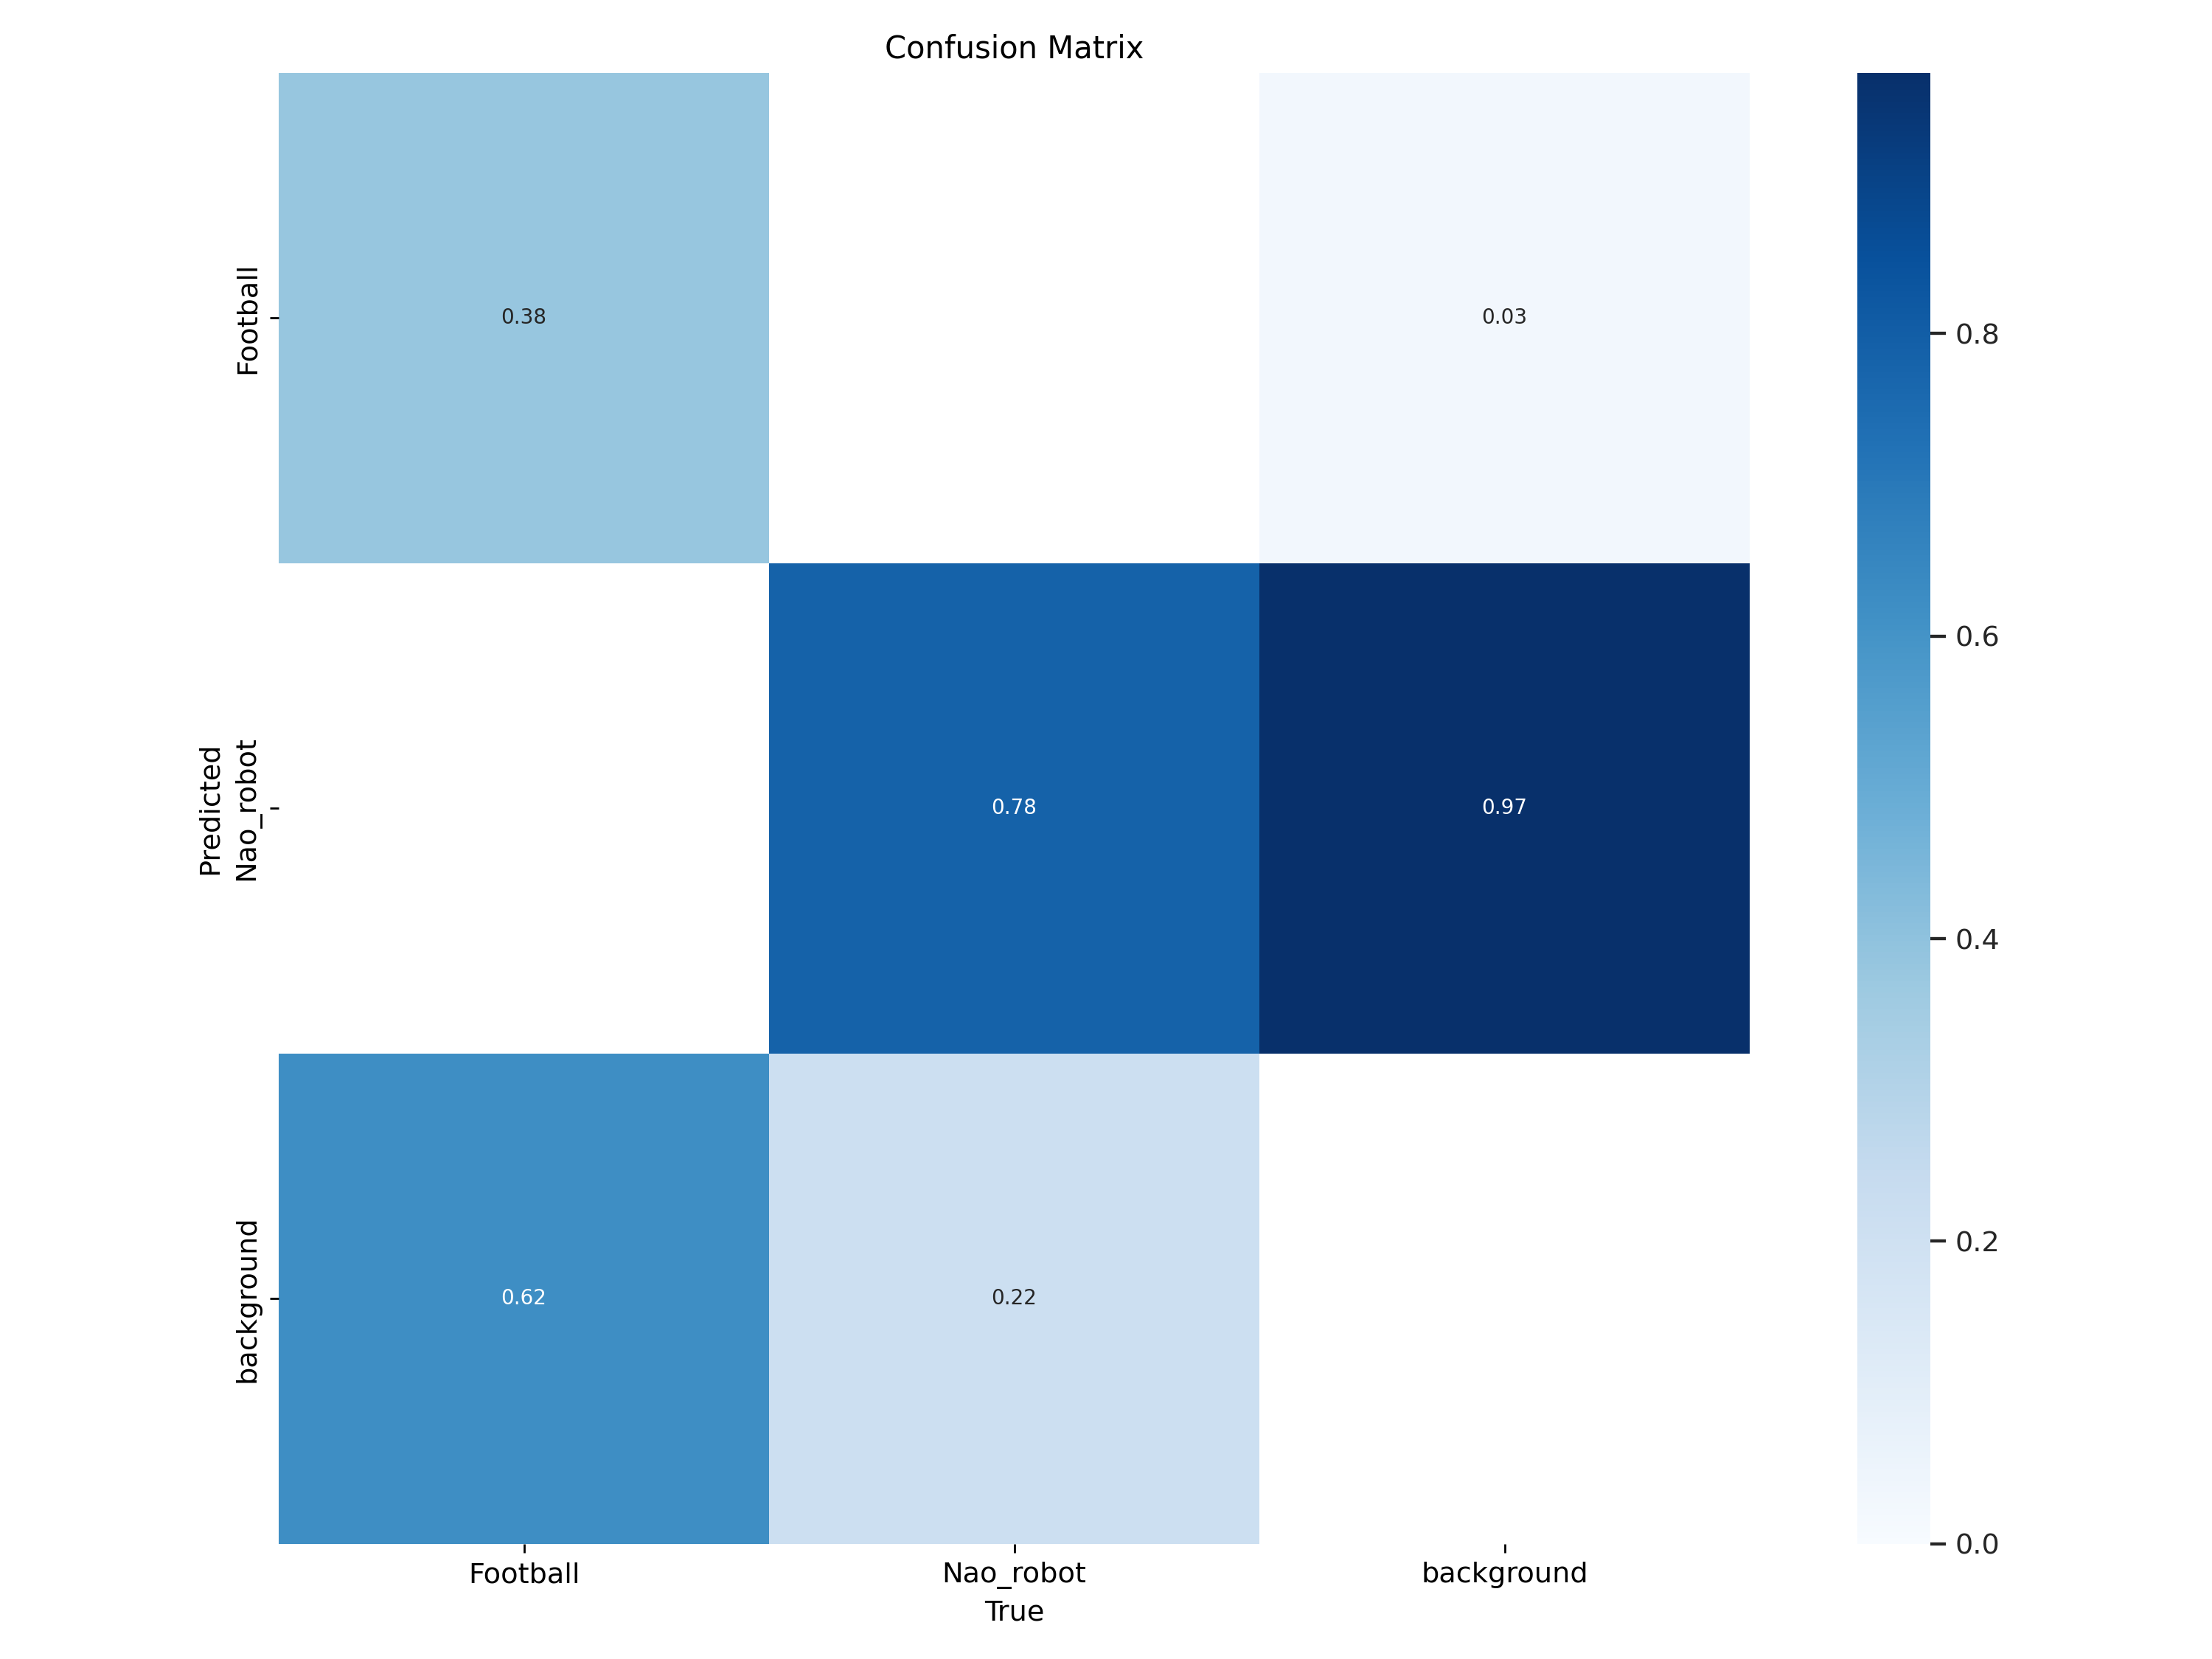 Confusion Matrix
Football
0.38
0.03
0.8
0.6
Predicted
Nao_robot
0.78
0.97
0.4
background
0.62
0.22
0.2
0.0
Football
Nao_robot
background
True